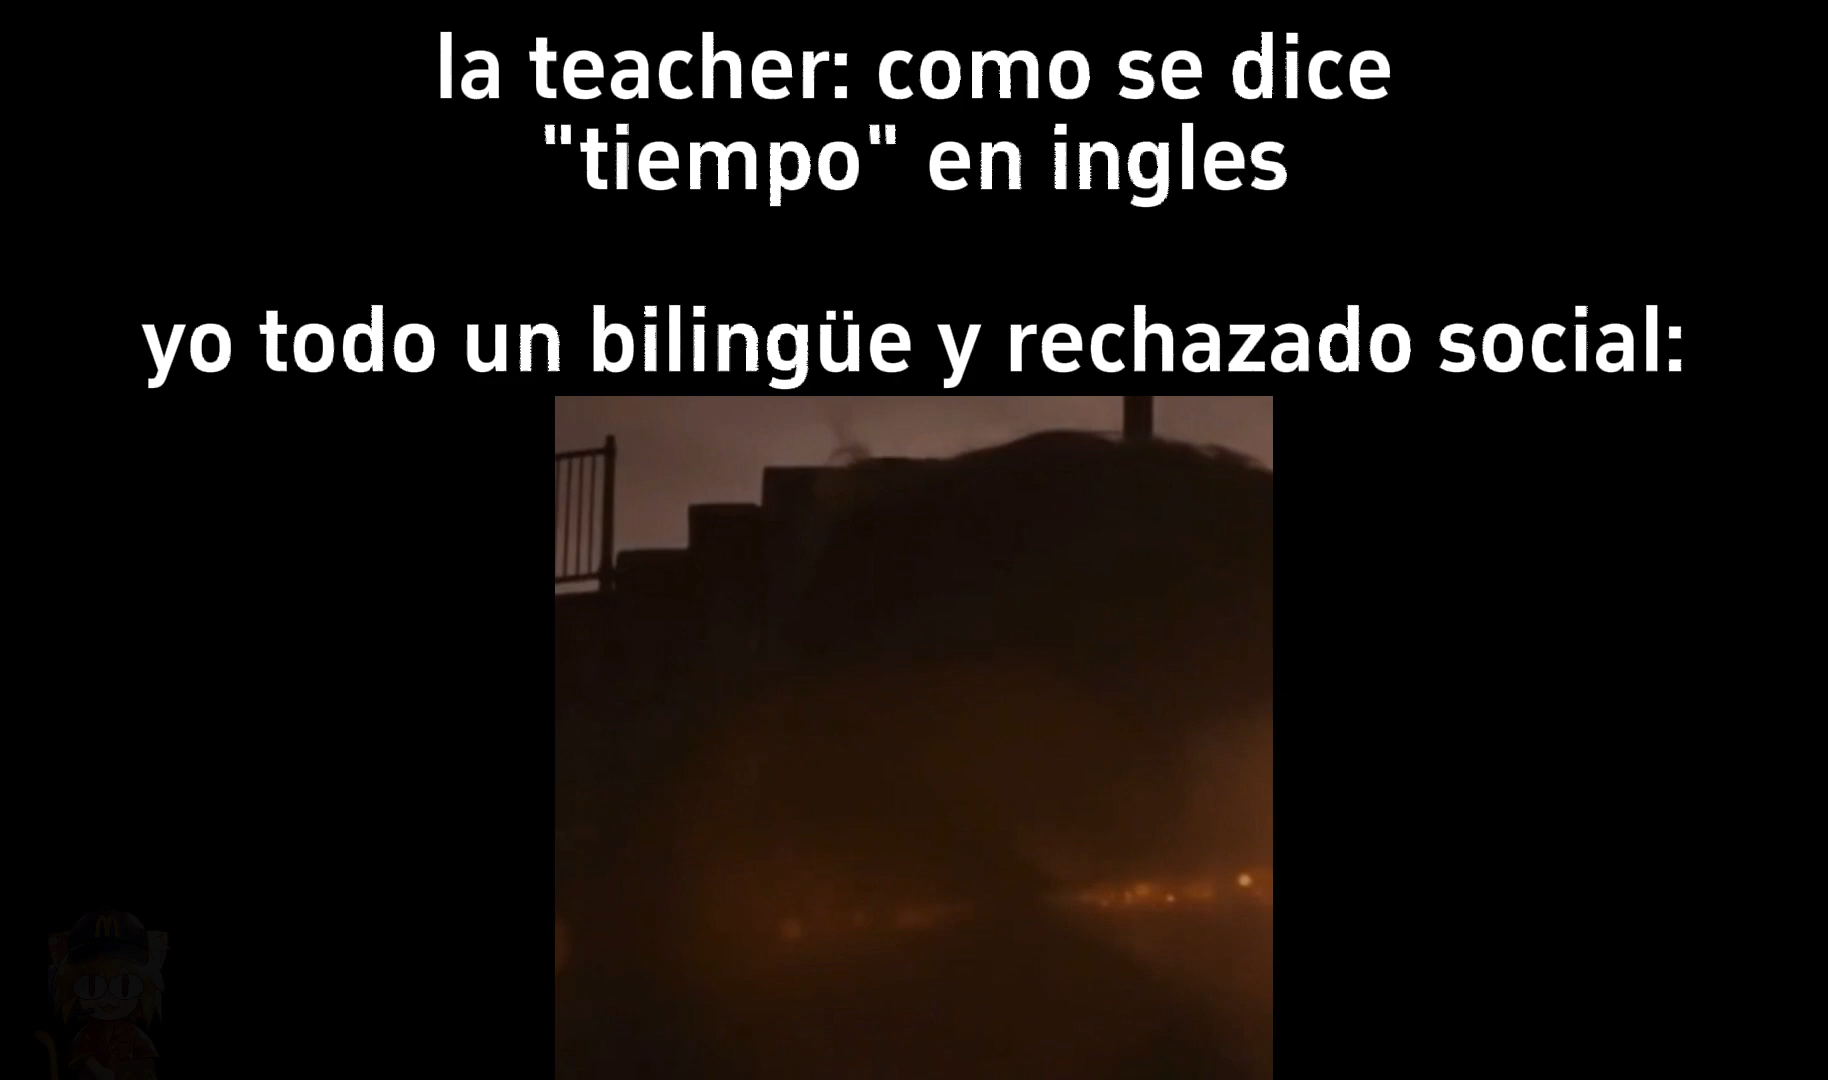 la teacher: como se dice
"tiempo" en ingles
yo todo un bilingüe y rechazado social: